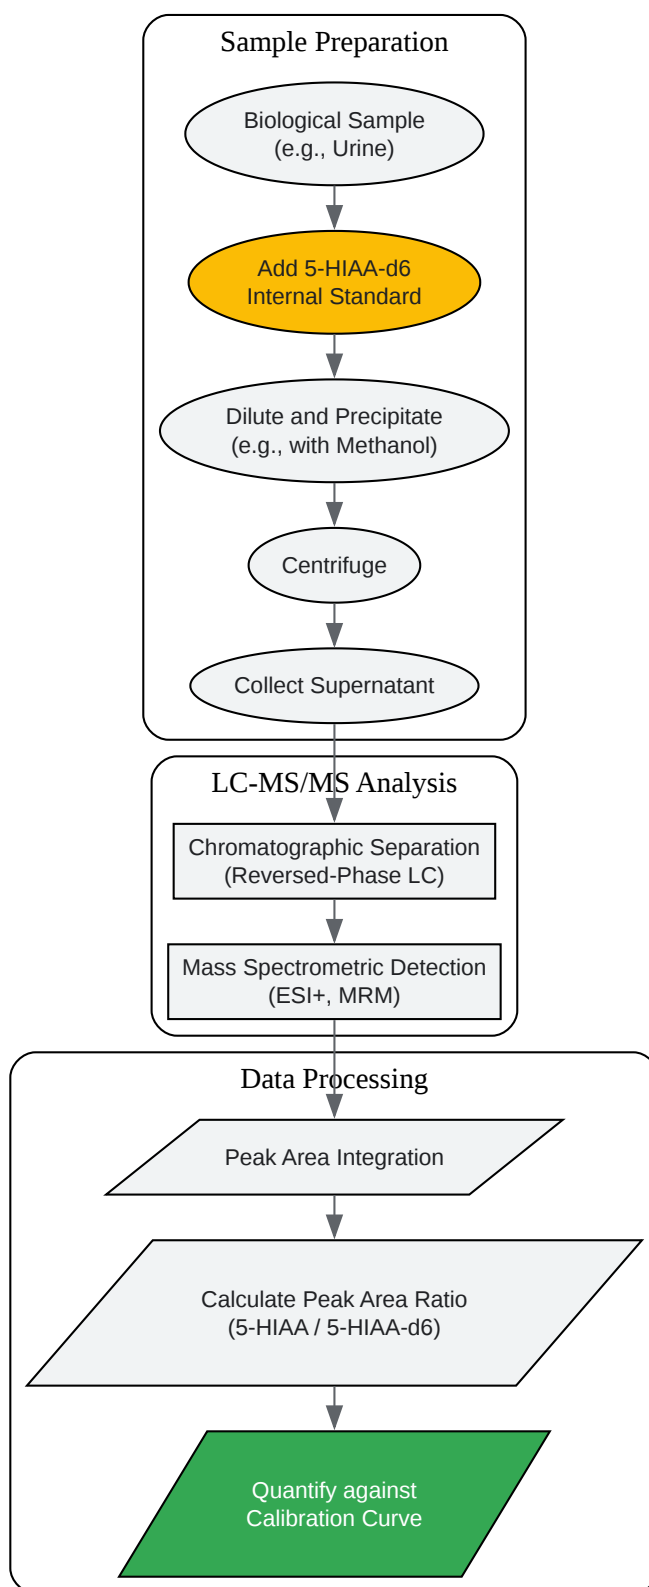 Sample Preparation
Biological Sample
(e.g., Urine)
Add 5-HIAA-d6
Internal Standard
Dilute and Precipitate
(e.g., with Methanol)
Centrifuge
Collect Supernatant
LC-MS/MS Analysis
Chromatographic Separation
(Reversed-Phase LC)
Mass Spectrometric Detection
(ESI+, MRM)
Data Processing
Peak Area Integration
Calculate Peak Area Ratio
(5-HIAA / 5-HIAA-d6)
Quantify against
Calibration Curve